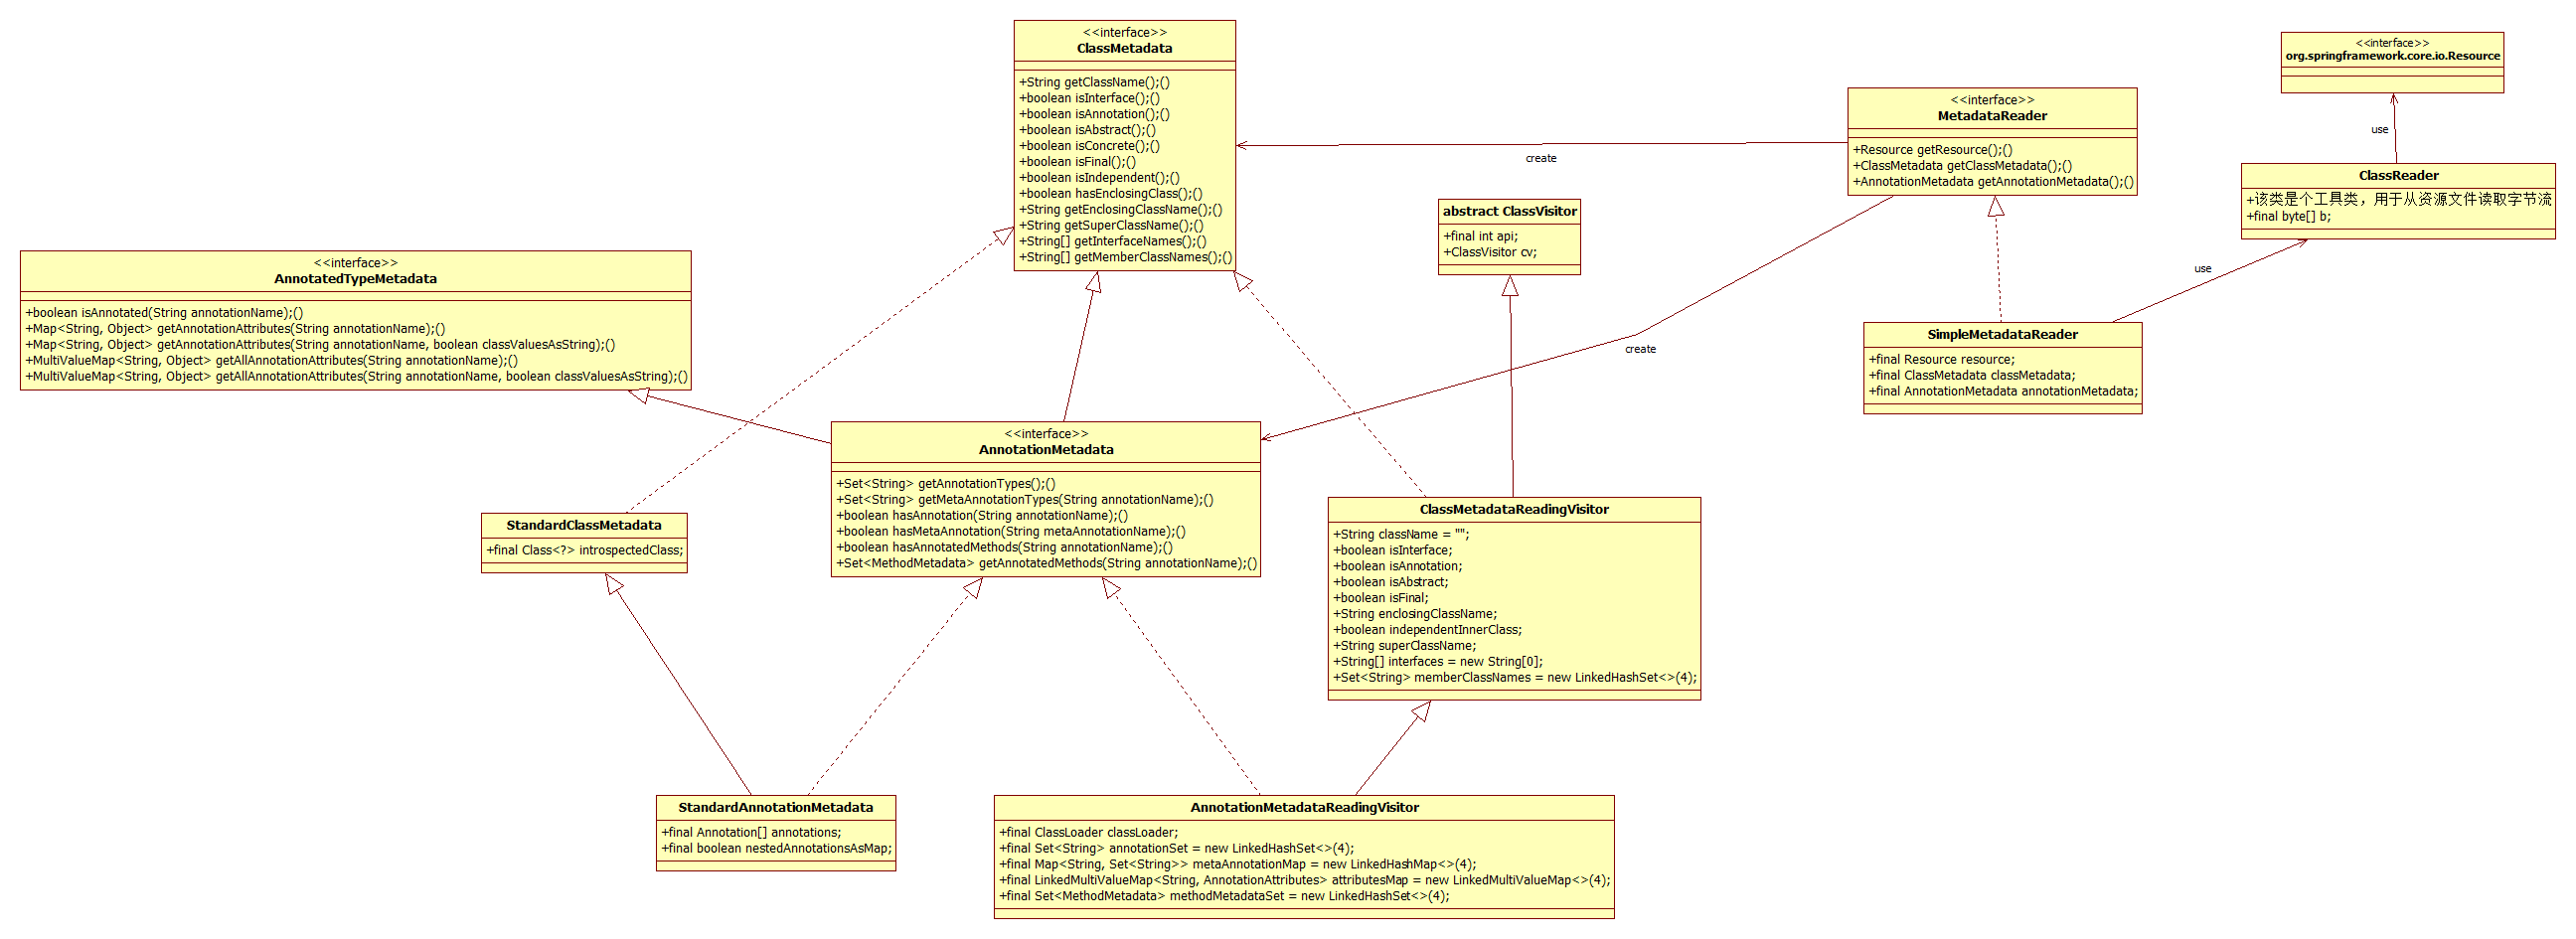 <<interface>>
ClassMetadata
+String getClassName();()
+boolean isInterface();()
+boolean isAnnotation();()
+boolean isAbstract();()
+boolean isConcrete();()
+boolean isFinal();()
+boolean isIndependent();()
+boolean hasEnclosingClass();()
+String getEnclosingClassName();()
+String getSuperClassName();()
+String[] getInterfaceNames();()
+String[] getMemberClassNames();()
<<interface>>
org.springframework.core.io.Resource
<<interface>>
MetadataReader
+Resource getResource();()
+ClassMetadata getClassMetadata();()
+AnnotationMetadata getAnnotationMetadata();()
use
create
ClassReader
+该类是个工具类，用于从资源文件读取字节流
+final byte[] b;
abstract ClassVisitor
+final int api;
+ClassVisitor cv;
<<interface>>
AnnotatedTypeMetadata
+boolean isAnnotated(String annotationName);()
+Map<String, Object> getAnnotationAttributes(String annotationName);()
+Map<String, Object> getAnnotationAttributes(String annotationName, boolean classValuesAsString);()
+MultiValueMap<String, Object> getAllAnnotationAttributes(String annotationName);()
+MultiValueMap<String, Object> getAllAnnotationAttributes(String annotationName, boolean classValuesAsString);()
use
create
SimpleMetadataReader
+final Resource resource;
+final ClassMetadata classMetadata;
+final AnnotationMetadata annotationMetadata;
<<interface>>
AnnotationMetadata
+Set<String> getAnnotationTypes();()
+Set<String> getMetaAnnotationTypes(String annotationName);()
+boolean hasAnnotation(String annotationName);()
+boolean hasMetaAnnotation(String metaAnnotationName);()
+boolean hasAnnotatedMethods(String annotationName);()
+Set<MethodMetadata> getAnnotatedMethods(String annotationName);()
StandardClassMetadata
+final Class<?> introspectedClass;
ClassMetadataReadingVisitor
+String className = "";
+boolean isInterface;
+boolean isAnnotation;
+boolean isAbstract;
+boolean isFinal;
+String enclosingClassName;
+boolean independentInnerClass;
+String superClassName;
+String[] interfaces = new String[0];
+Set<String> memberClassNames = new LinkedHashSet<>(4);
StandardAnnotationMetadata
+final Annotation[] annotations;
+final boolean nestedAnnotationsAsMap;
AnnotationMetadataReadingVisitor
+final ClassLoader classLoader;
+final Set<String> annotationSet = new LinkedHashSet<>(4);
+final Map<String, Set<String>> metaAnnotationMap = new LinkedHashMap<>(4);
+final LinkedMultiValueMap<String, AnnotationAttributes> attributesMap = new LinkedMultiValueMap<>(4);
+final Set<MethodMetadata> methodMetadataSet = new LinkedHashSet<>(4);